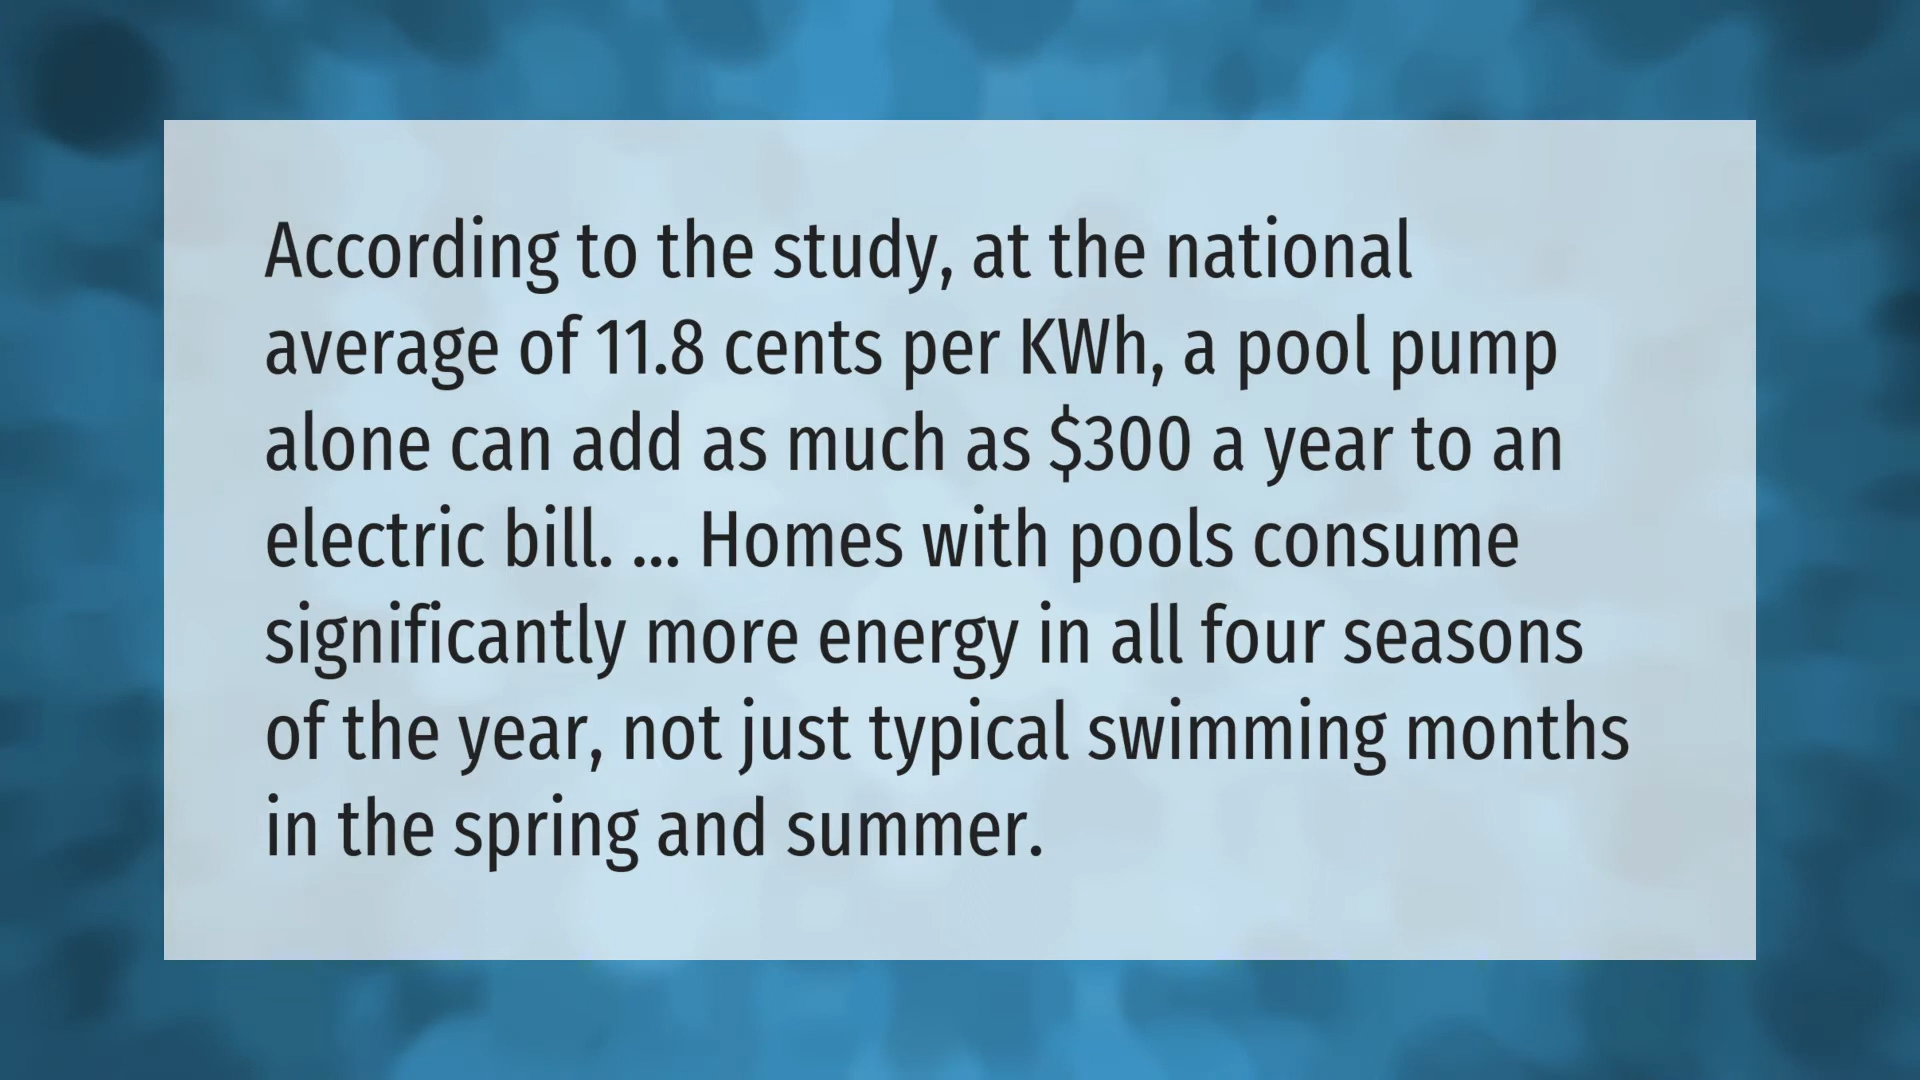 According to the study, at the national
average of 11.8 cents per KWh, a pool pump
alone can add as much as $300 a year to an
electric bill. ... Homes with pools consume
significantly more energy in all four seasons
of the year, not just typical swimming months
in the spring and summer.